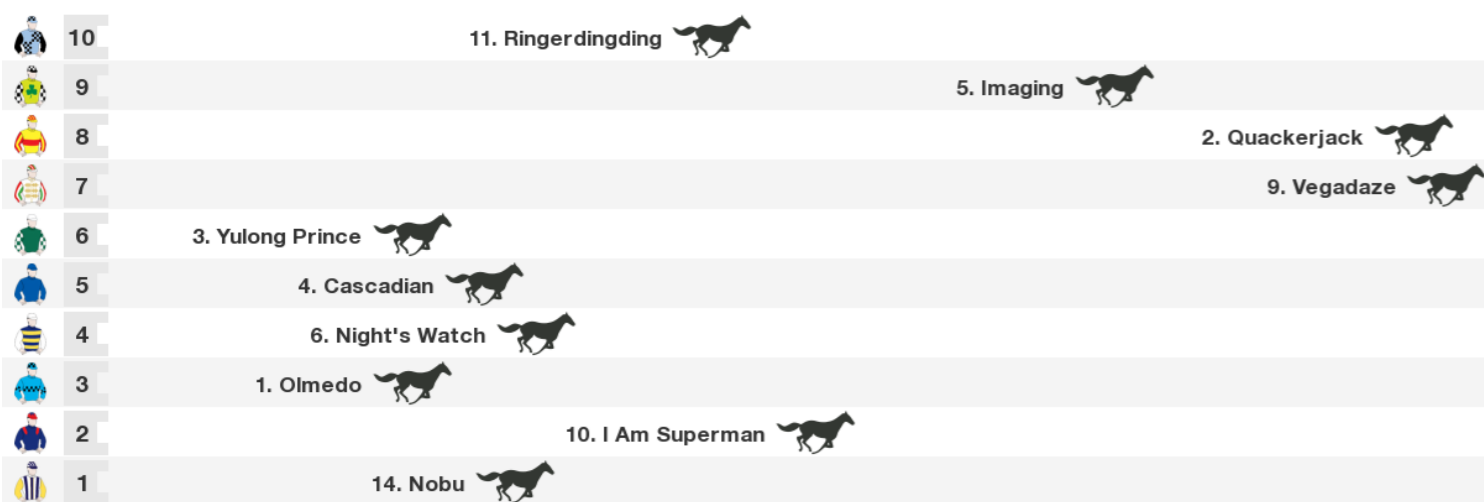 10 11. Ringerdingding
9 5. Imaging
8 2. Quackerjack
7 9. Vegadaze
6 3. Yulong Prince
5 4. Cascadian
4 6. Night's Watch
3 1. Olmedo
2 10. I Am Superman
1 14. Nobu